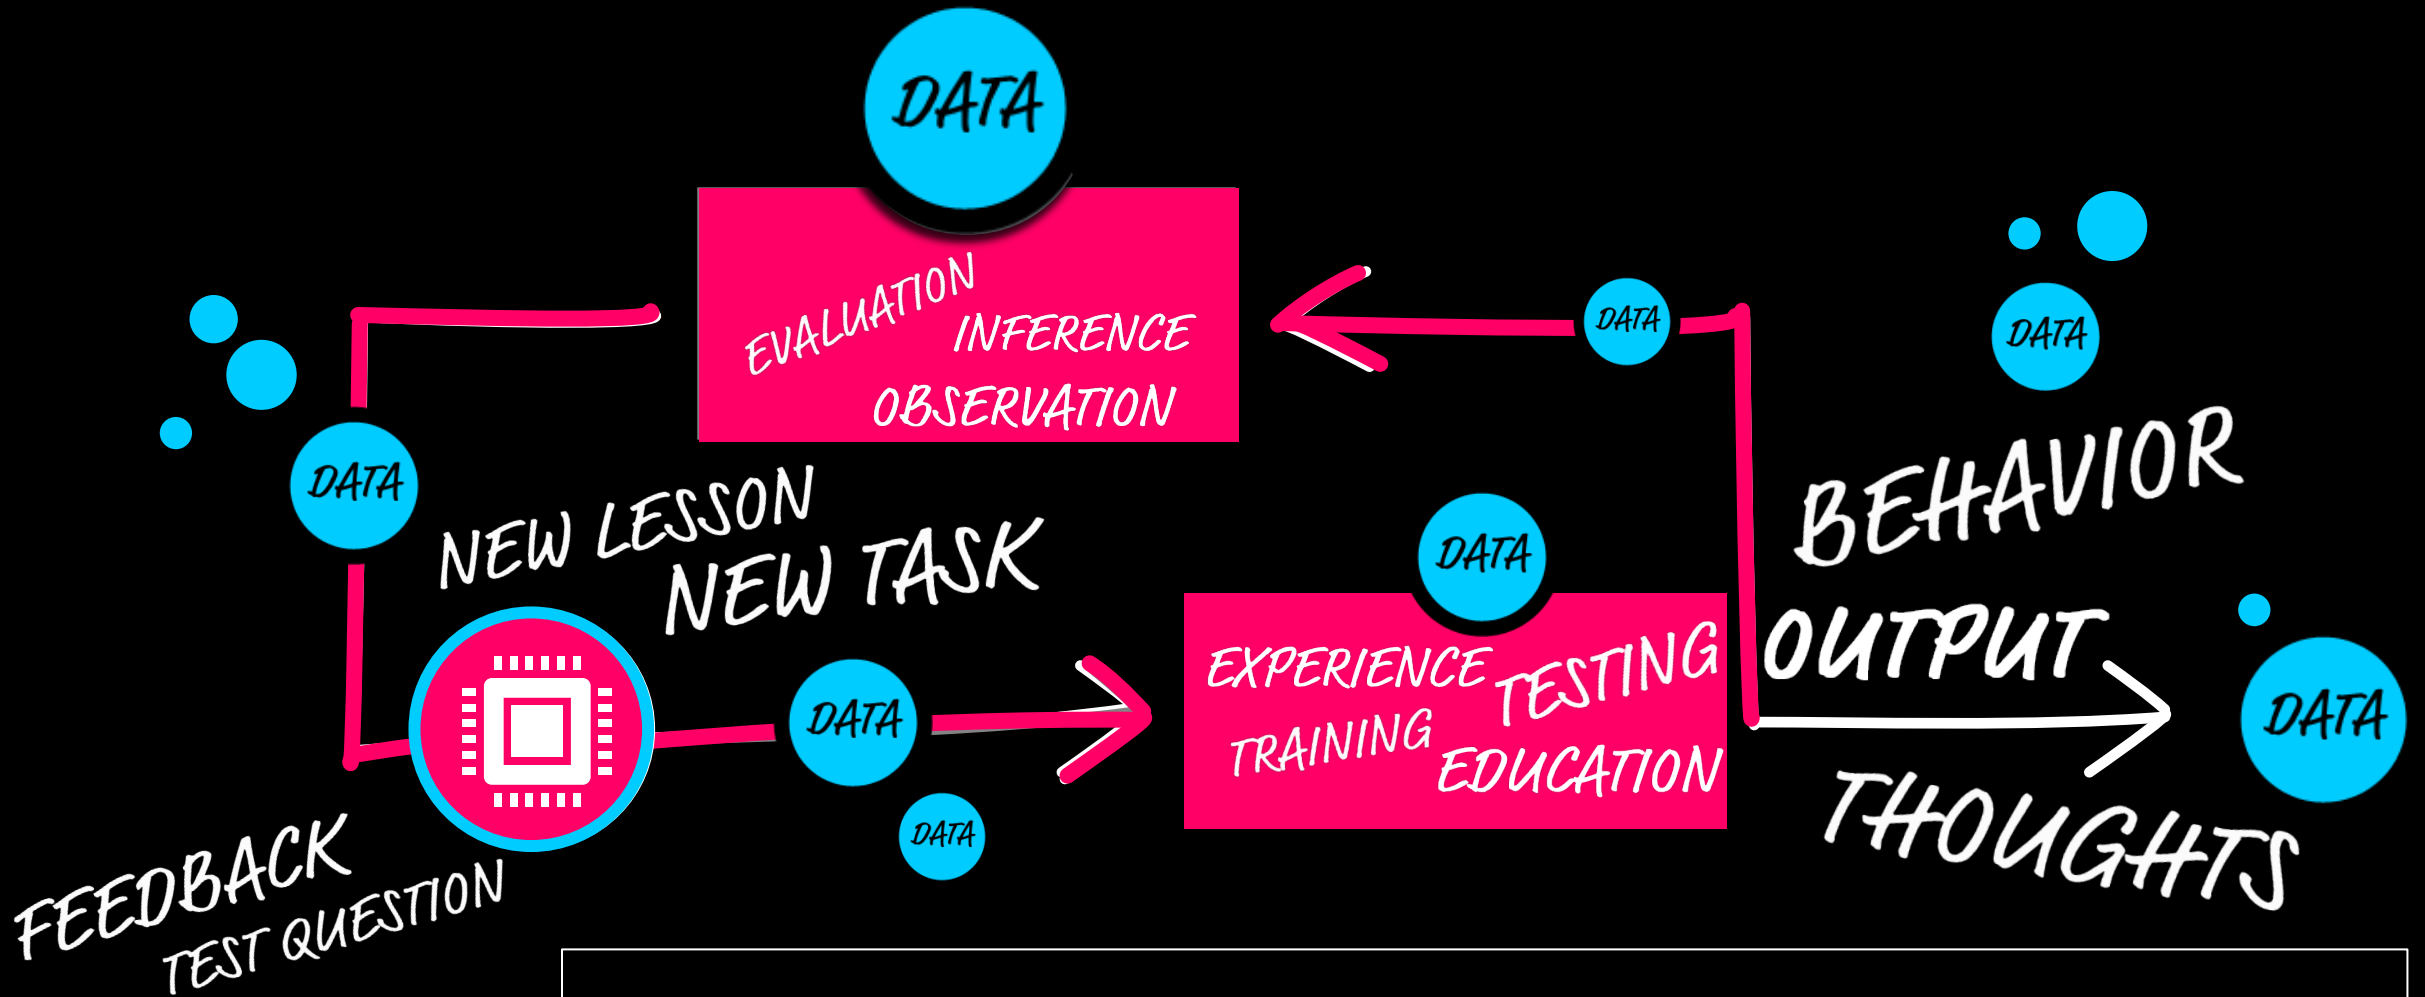 DATA
EVALUATION
INFERENCE
OBSERVATION
DATA
DATA
DATA
NEW LESSON
NEW TASK
DATA
DATA
FEEDBACK
TEST QUESTION
DATA
EXPERIENCE
TESTING
TRAINING
EDUCATION
BEHAVIOR
OUTPUT
DATA
THOUGHTS